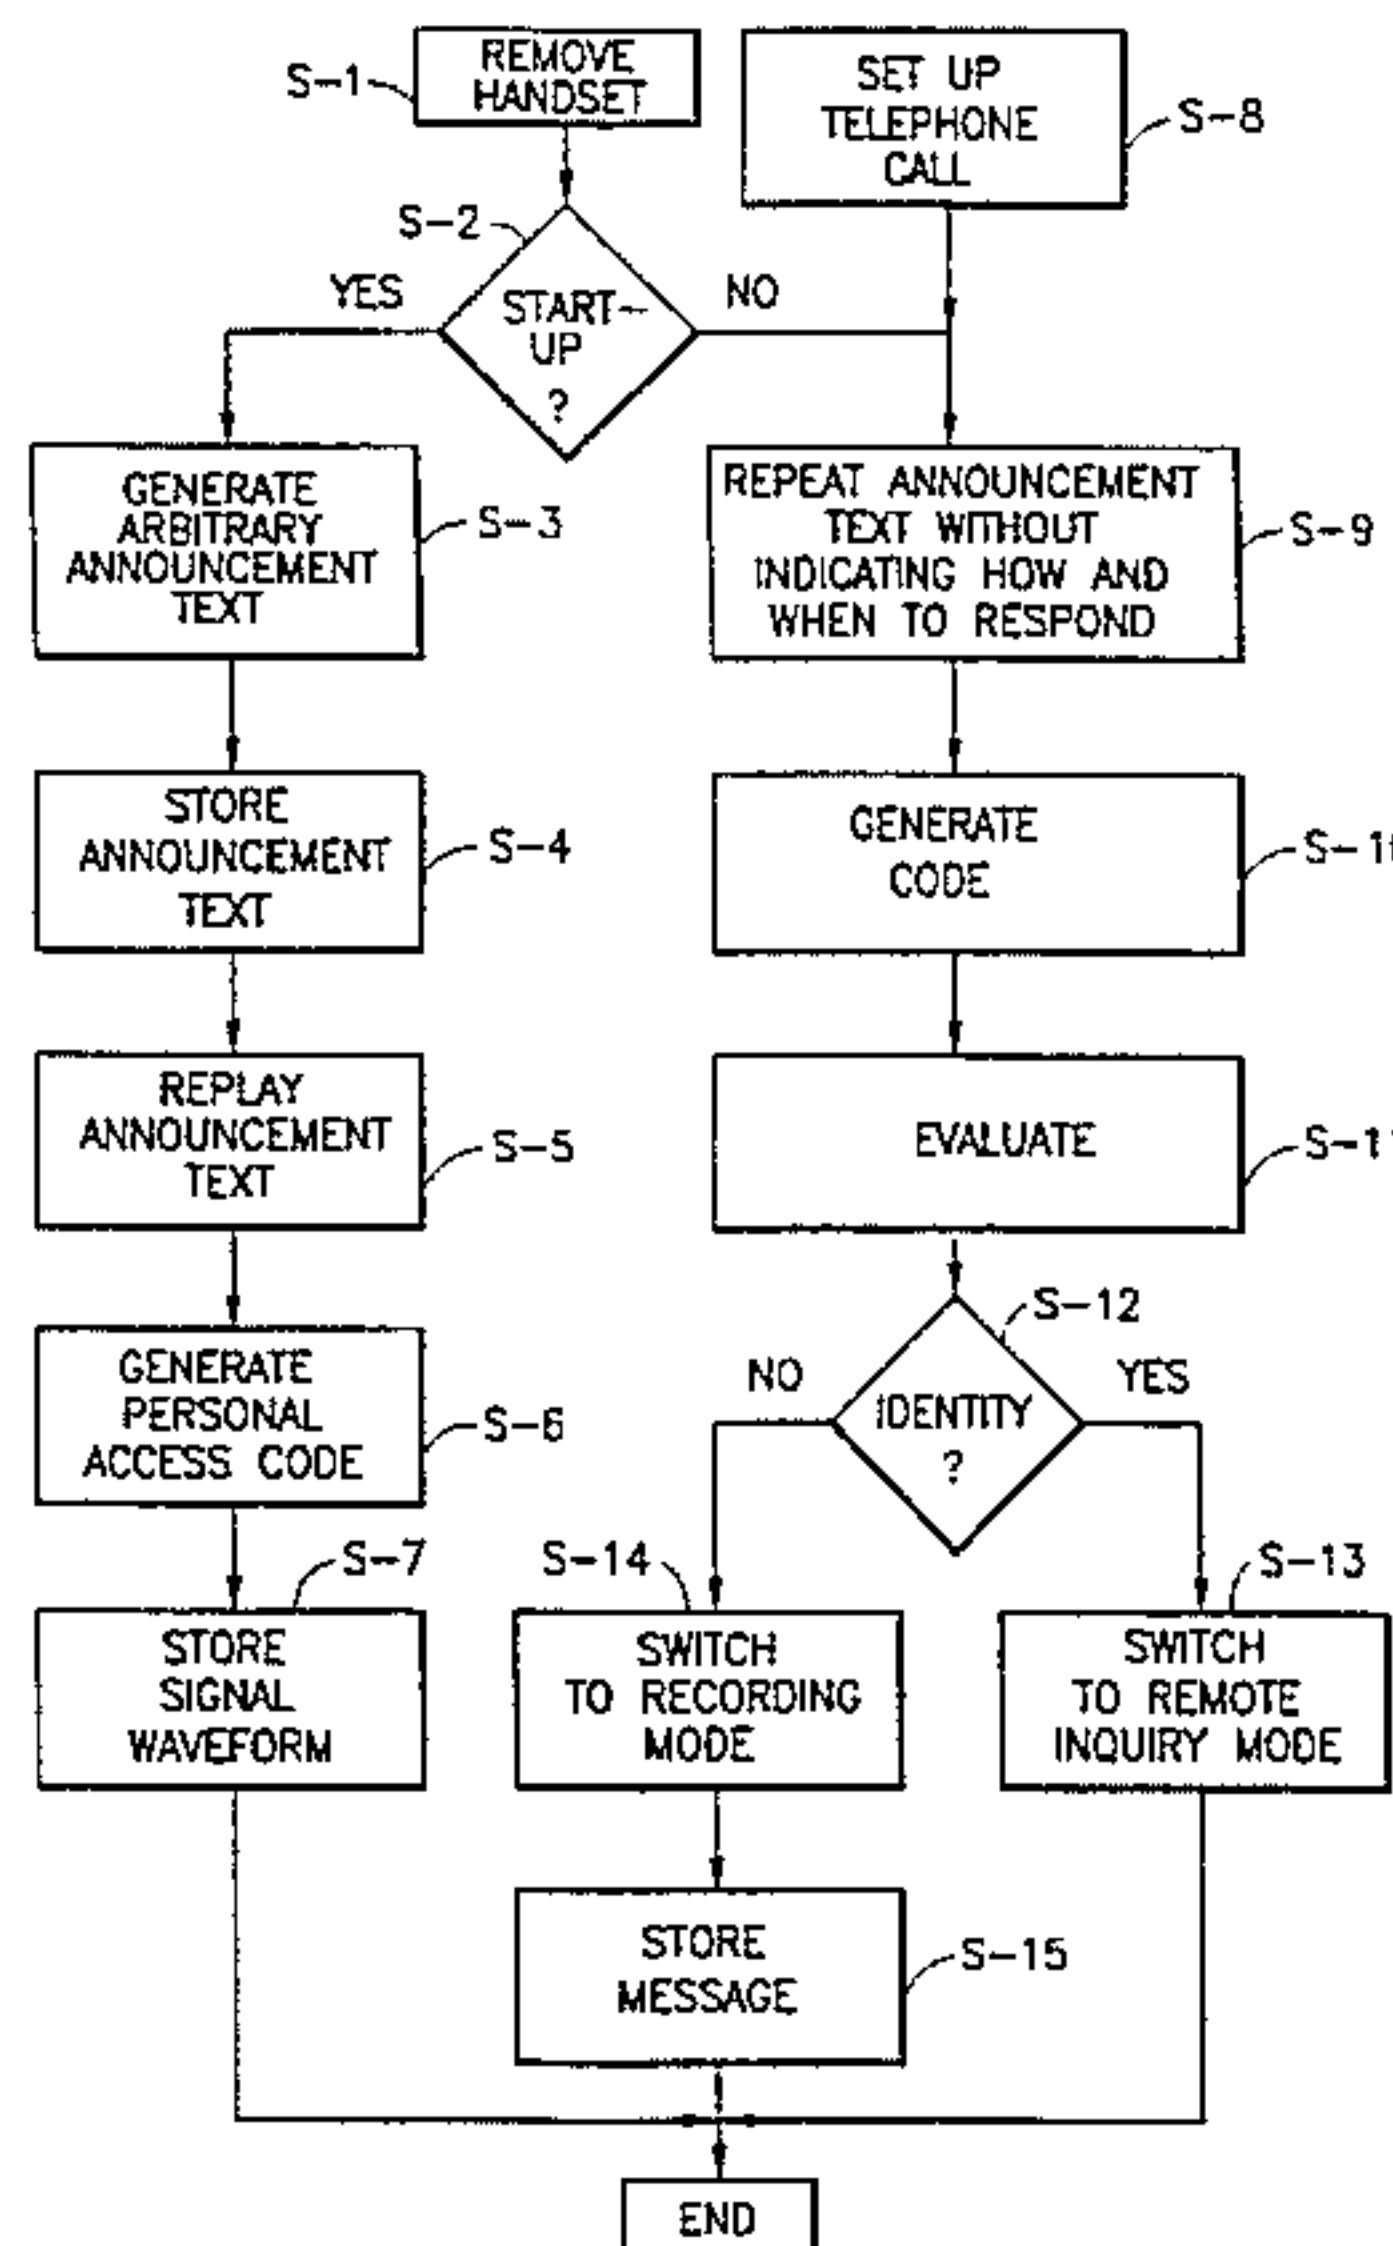 REMOVE
HANDSET
S-1
SET UP
TELEPHONE
CALL
S-8
S-2
START-
UP
?
YES
NO
GENERATE
ARBITRARY
ANNOUNCEMENT
TEXT
S-3
REPEAT ANNOUNCEMENT
TEXT WITHOUT
INDICATING HOW AND
WHEN TO RESPOND
S-9
STORE
ANNOUNCEMENT
TEXT
S-4
GENERATE
CODE
REPLAY
ANNOUNCEMENT
TEXT
S-5
EVALUATE
S-11
GENERATE
PERSONAL
ACCESS CODE
S-6
S-12
IDENTITY
?
NO
YES
S-7
STORE
SIGNAL
WAVEFORM
S-14
SWITCH
TO RECORDING
MODE
S-13
SWITCH
TO REMOTE
INQUIRY MODE
STORE
MESSAGE
S-15
END